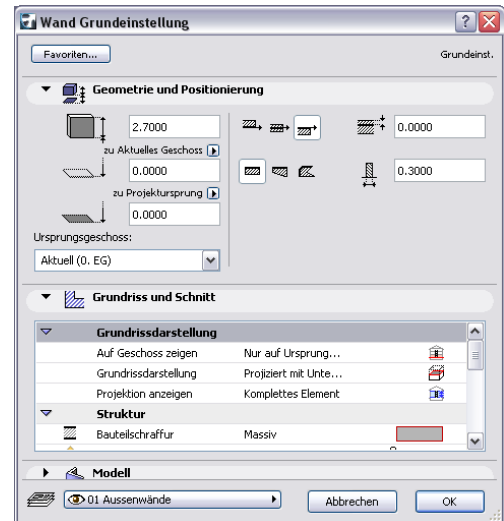 Wand Grundeinstellung
Favoriten...
Grundeinst.
Geometrie und Positionierung
2.7000
0.0000
zu Aktuelles Geschoss
0.0000
0.3000
zu Projektursprung
0.0000
Ursprungsgeschoss:
Aktuell (0. EG)
Grundriss und Schnitt
Grundrissdarstellung
Auf Geschoss zeigen Nur auf Ursprung...
Grundrissdarstellung Projiziert mit Unte...
Projektion anzeigen Komplettes Element
Struktur
Bauteilschraffur Massiv
Modell
01 Aussenwände
Abbrechen
OK